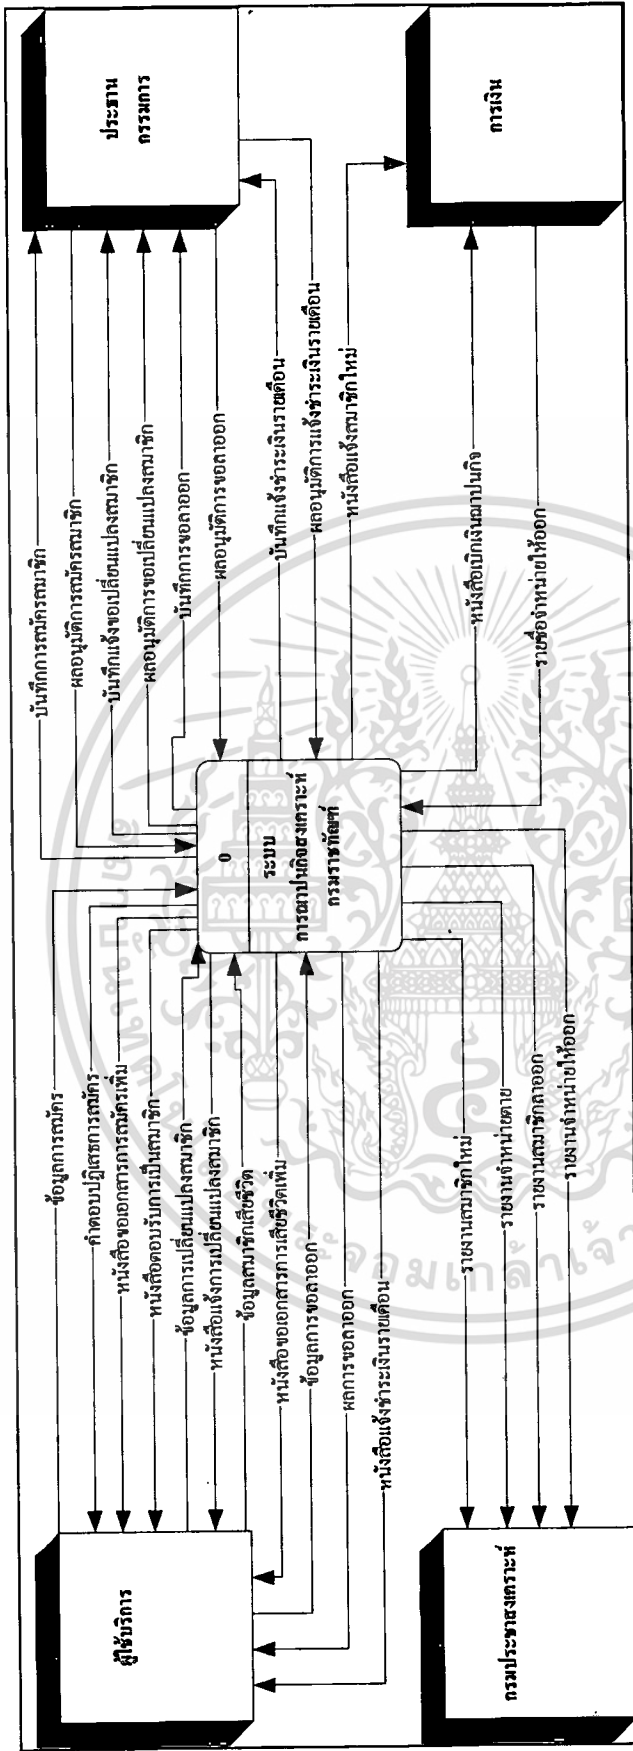 ผู้ใช้บริการ
ประธาน
กรรมการ
กรมประชาสงเคราะห์
การเงิน
0
ระบบ
การฌาปนกิจสงเคราะห์
กรมราชทัณฑ์
ข้อมูลการสมัคร
คำตอบปฏิเสธการสมัคร
หนังสือขอเอกสารการสมัครเพิ่ม
หนังสือตอบรับการเป็นสมาชิก
ข้อมูลการเปลี่ยนแปลงสมาชิก
หนังสือแจ้งการเปลี่ยนแปลงสมาชิก
ข้อมูลสมาชิกเสียชีวิต
หนังสือขอเอกสารการเสียชีวิตเพิ่ม
ข้อมูลการขอลาออก
ผลการขอลาออก
หนังสือแจ้งชำระเงินรายเดือน
บันทึกการสมัครสมาชิก
ผลอนุมัติการสมัครสมาชิก
บันทึกแจ้งขอเปลี่ยนแปลงสมาชิก
ผลอนุมัติการขอเปลี่ยนแปลงสมาชิก
บันทึกการขอลาออก
ผลอนุมัติการขอลาออก
บันทึกแจ้งชำระเงินรายเดือน
ผลอนุมัติการแจ้งชำระเงินรายเดือน
หนังสือแจ้งสมาชิกใหม่
หนังสือเบิกเงินฌาปนกิจ
รายชื่อจำหน่ายให้ออก
รายงานสมาชิกใหม่
รายงานจำหน่ายตาย
รายงานสมาชิกลาออก
รายงานจำหน่ายให้ออก